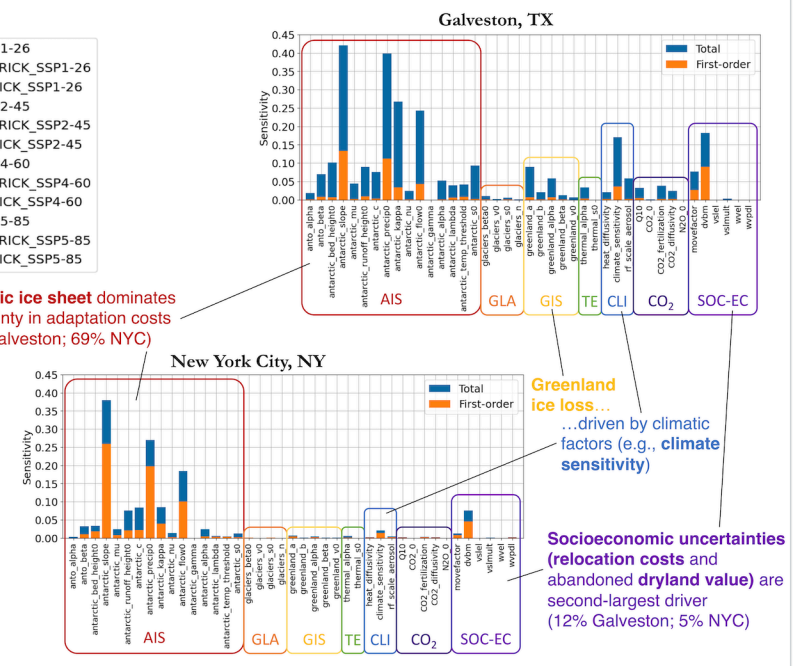 Galveston, TX
1-26
RICK_SSP1-26
ICK_SSP1-26
2-45
RICK_SSP2-45
ICK_SSP2-45
4-60
RICK_SSP4-60
ICK_SSP4-60
5-85
RICK_SSP5-85
ICK_SSP5-85
Total
First-order
Sensitivity
0.45
0.40
0.35
0.30
0.25
0.20
0.15
0.10
0.05
0.00
anto_alpha
anto_beta
antarctic_bed_height0
antarctic_slope
antarctic_mu
antarctic_runoff_height0
antarctic_c
antarctic_precip0
antarctic_kappa
antarctic_nu
antarctic_flow0
antarctic_gamma
antarctic_alpha
antarctic_lambda
antarctic_temp_threshold
antarctic_s0
glaciers_beta0
glaciers_v0
glaciers_s0
glaciers_n
greenland_a
greenland_b
greenland_alpha
greenland_beta
greenland_v0
thermal_alpha
thermal_s0
heat_diffusivity
climate_sensitivity
rf_scale_aerosol
Q10
CO2_0
CO2_fertilization
CO2_diffusivity
N2O_0
movefactor
dvbm
vslel
vslmult
wvel
wvpdl
AIS
GLA
GIS
TE
CLI
CO2
SOC-EC
ic ice sheet dominates
nty in adaptation costs
alveston; 69% NYC)
New York City, NY
Total
First-order
Sensitivity
0.45
0.40
0.35
0.30
0.25
0.20
0.15
0.10
0.05
0.00
anto_alpha
anto_beta
antarctic_bed_height0
antarctic_slope
antarctic_mu
antarctic_runoff_height0
antarctic_c
antarctic_precip0
antarctic_kappa
antarctic_nu
antarctic_flow0
antarctic_gamma
antarctic_alpha
antarctic_lambda
antarctic_temp_threshold
antarctic_s0
glaciers_beta0
glaciers_v0
glaciers_s0
glaciers_n
greenland_a
greenland_b
greenland_alpha
greenland_beta
greenland_v0
thermal_alpha
thermal_s0
heat_diffusivity
climate_sensitivity
rf_scale_aerosol
Q10
CO2_0
CO2_fertilization
CO2_diffusivity
N2O_0
movefactor
dvbm
vslel
vslmult
wvel
wvpdl
AIS
GLA
GIS
TE
CLI
CO2
SOC-EC
Greenland
ice loss…
…driven by climatic
factors (e.g., climate
sensitivity)
Socioeconomic uncertainties
(relocation costs and
abandoned dryland value) are
second-largest driver
(12% Galveston; 5% NYC)